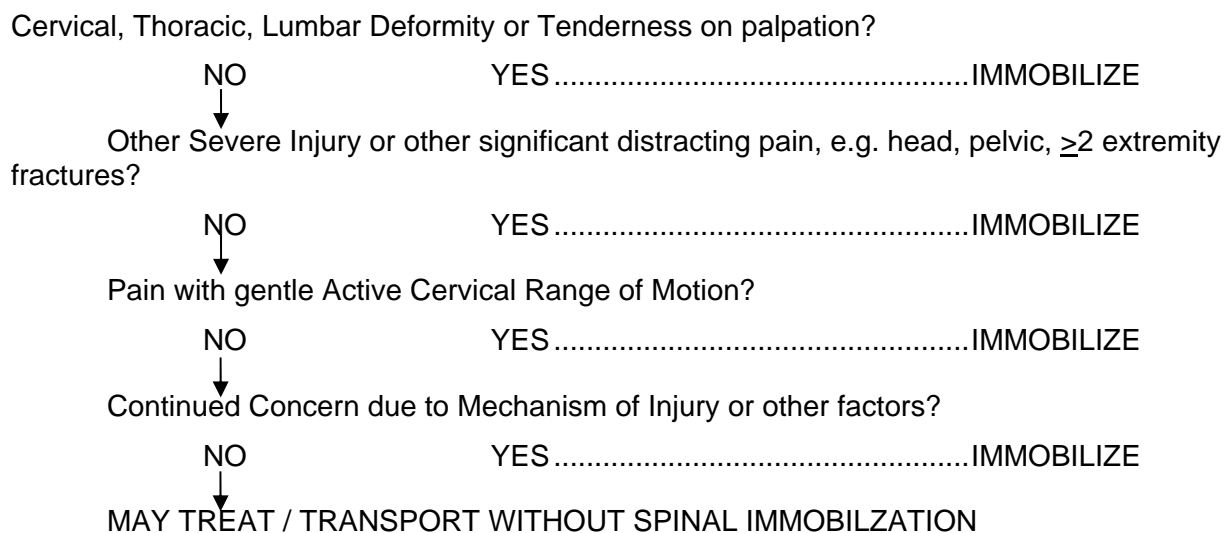 Cervical, Thoracic, Lumbar Deformity or Tenderness on palpation?
NO YES....................................................IMMOBILIZE
Other Severe Injury or other significant distracting pain, e.g. head, pelvic, ≥2 extremity
fractures?
NO YES....................................................IMMOBILIZE
Pain with gentle Active Cervical Range of Motion?
NO YES....................................................IMMOBILIZE
Continued Concern due to Mechanism of Injury or other factors?
NO YES....................................................IMMOBILIZE
MAY TREAT / TRANSPORT WITHOUT SPINAL IMMOBILZATION